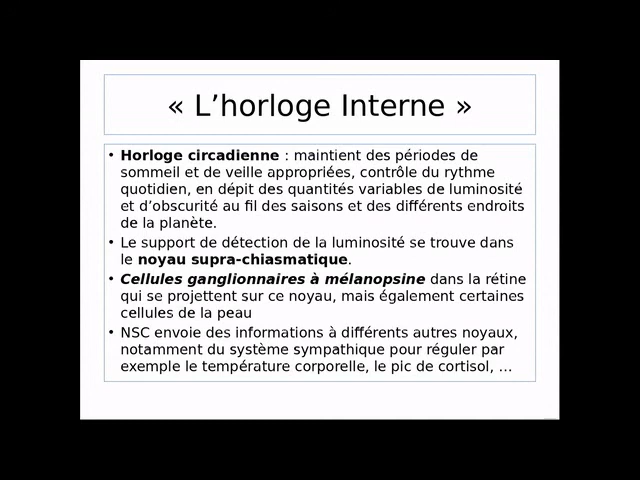 « L’horloge Interne »
• Horloge circadienne : maintient des périodes de
sommeil et de veille appropriées, contrôle du rythme
quotidien, en dépit des quantités variables de luminosité
et d’obscurité au fil des saisons et des différents endroits
de la planète.
• Le support de détection de la luminosité se trouve dans
le noyau supra-chiasmatique.
• Cellules ganglionnaires à mélanopsine dans la rétine
qui se projettent sur ce noyau, mais également certaines
cellules de la peau
• NSC envoie des informations à différents autres noyaux,
notamment du système sympathique pour réguler par
exemple le température corporelle, le pic de cortisol, ...